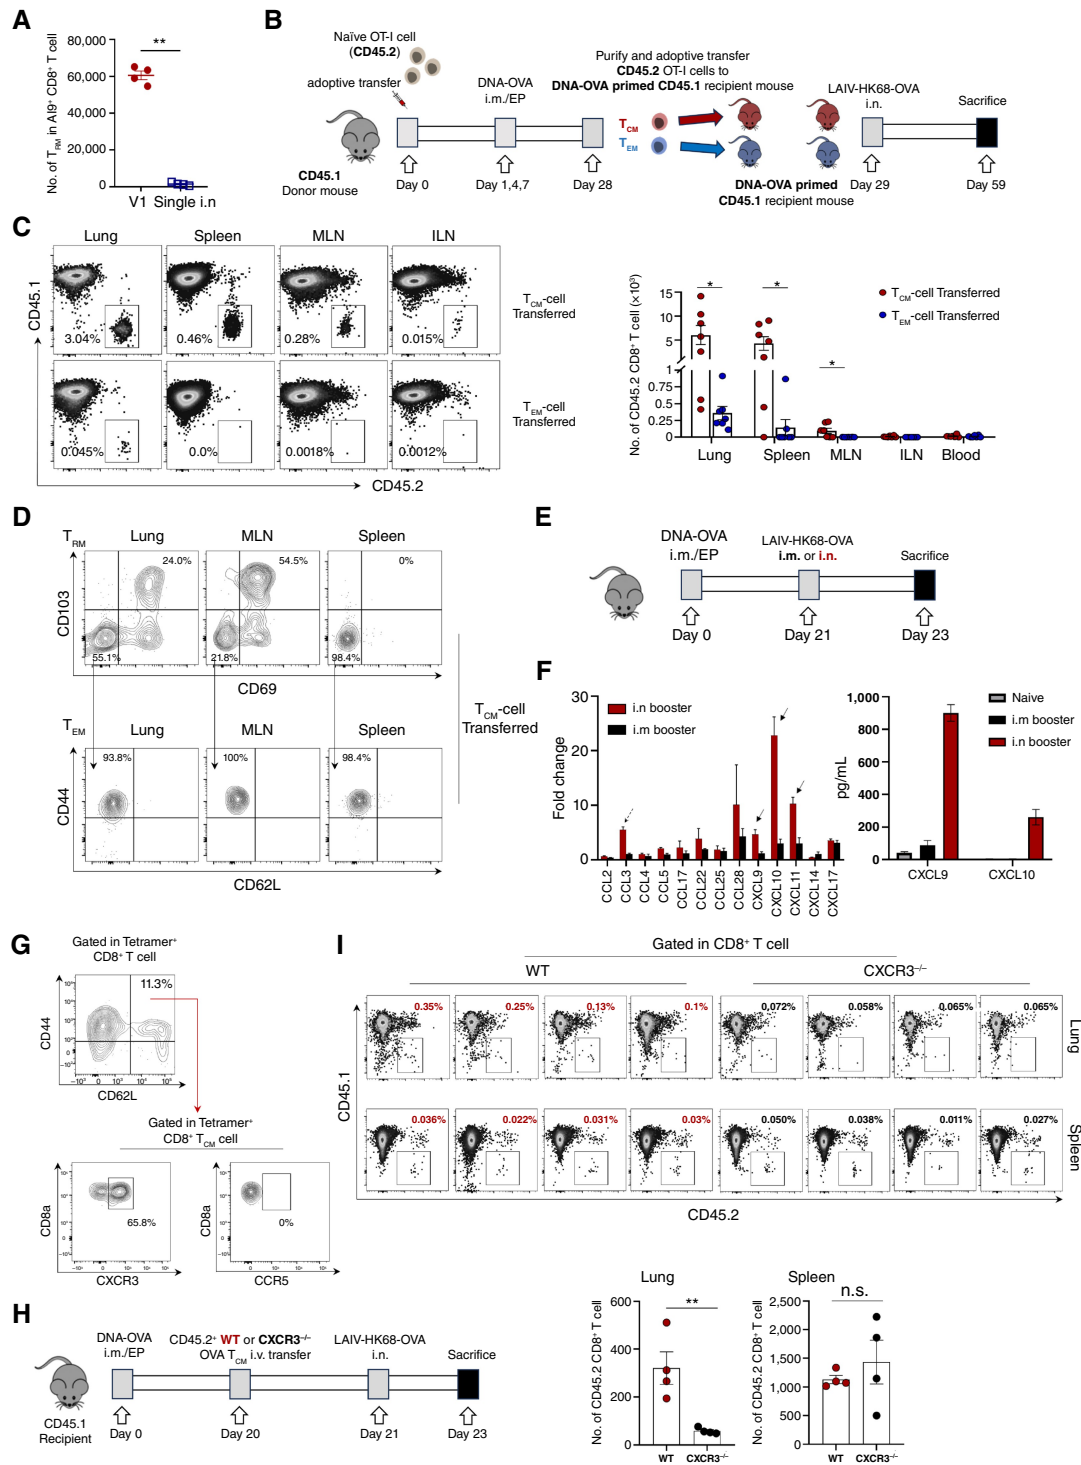 A
**
80,000
60,000
40,000
20,000
0
No. of TRM in AI9+ CD8+ T cell
V1 Single i.n
B
Naïve OT-I cell
(CD45.2)
adoptive transfer
CD45.1
Donor mouse
DNA-OVA
i.m./EP
Day 0
Day 1,4,7
Day 28
Purify and adoptive transfer
CD45.2 OT-I cells to
DNA-OVA primed CD45.1 recipient mouse
TCM
TEM
DNA-OVA primed
CD45.1 recipient mouse
LAIV-HK68-OVA
i.n.
Sacrifice
Day 29
Day 59
C
Lung Spleen MLN ILN
CD45.1
3.04% 0.46% 0.28% 0.015%
TCM-cell
Transferred
0.045% 0.0% 0.0018% 0.0012%
TEM-cell
Transferred
CD45.2
No. of CD45.2 CD8+ T cell (×10³)
15
10
5
1
0.75
0.5
0.25
0
* * *
TCM-cell Transferred
TEM-cell Transferred
Lung Spleen MLN ILN Blood
D
TRM Lung MLN Spleen
CD103
24.0% 54.5% 0%
55.1% 21.8% 98.4%
CD69
TCM-cell
Transferred
TEM Lung MLN Spleen
CD44
93.8% 100% 98.4%
CD62L
E
DNA-OVA
i.m./EP
LAIV-HK68-OVA
i.m. or i.n.
Sacrifice
Day 0 Day 21 Day 23
F
Fold change
30
20
10
0
i.n booster
i.m booster
CCL2 CCL3 CCL4 CCL5 CCL17 CCL22 CCL25 CCL28 CXCL9 CXCL10 CXCL11 CXCL14 CXCL17
pg/mL
1,000
800
600
400
200
0
Naive
i.m booster
i.n booster
CXCL9 CXCL10
G
Gated in Tetramer+
CD8+ T cell
11.3%
CD44
CD62L
Gated in Tetramer+
CD8+ TCM cell
CD8a
65.8%
CXCR3
CD8a
0%
CCR5
I
Gated in CD8+ T cell
WT CXCR3–/–
0.35% 0.25% 0.13% 0.1% 0.072% 0.058% 0.065% 0.065%
Lung
CD45.1
0.036% 0.022% 0.031% 0.03% 0.050% 0.038% 0.011% 0.027%
Spleen
CD45.2
H
DNA-OVA
i.m./EP
CD45.2+ WT or CXCR3–/–
OVA TCM i.v. transfer
LAIV-HK68-OVA
i.n.
Sacrifice
CD45.1
Recipient
Day 0 Day 20 Day 21 Day 23
Lung
No. of CD45.2 CD8+ T cell
600
400
200
0
**
WT CXCR3–/–
Spleen
No. of CD45.2 CD8+ T cell
2,500
2,000
1,500
1,000
500
0
n.s.
WT CXCR3–/–